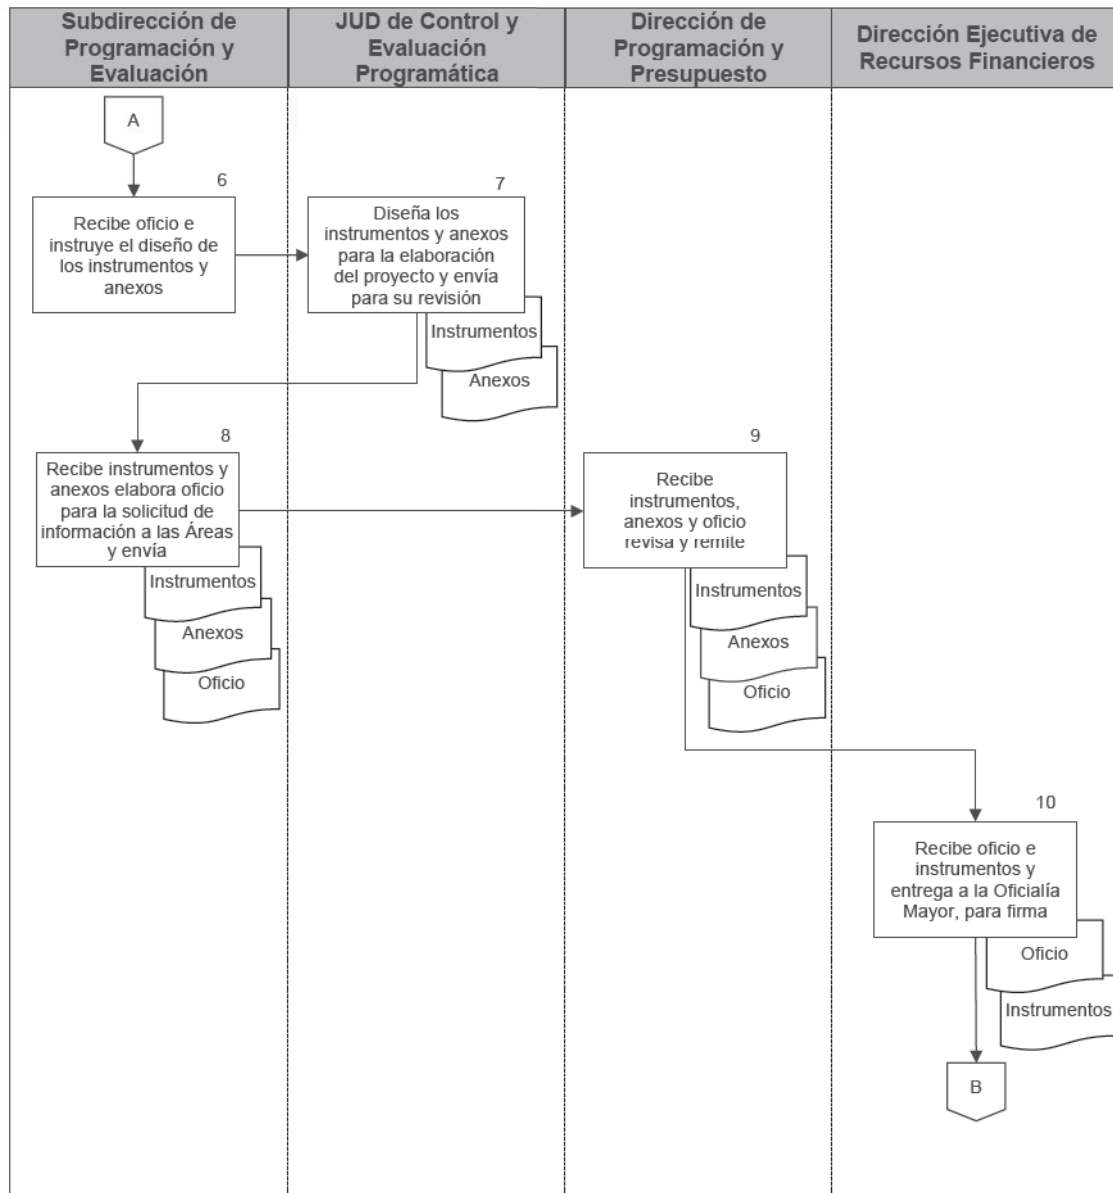 Subdirección de
Programación y
Evaluación
JUD de Control y
Evaluación
Programática
Dirección de
Programación y
Presupuesto
Dirección Ejecutiva de
Recursos Financieros
A
6
Recibe oficio e
instruye el diseño de
los instrumentos y
anexos
7
Diseña los
instrumentos y anexos
para la elaboración
del proyecto y envía
para su revisión
Instrumentos
Anexos
8
Recibe instrumentos y
anexos elabora oficio
para la solicitud de
información a las Áreas
y envía
Instrumentos
Anexos
Oficio
9
Recibe
instrumentos,
anexos y oficio
revisa y remite
Instrumentos
Anexos
Oficio
10
Recibe oficio e
instrumentos y
entrega a la Oficialía
Mayor, para firma
Oficio
Instrumentos
B